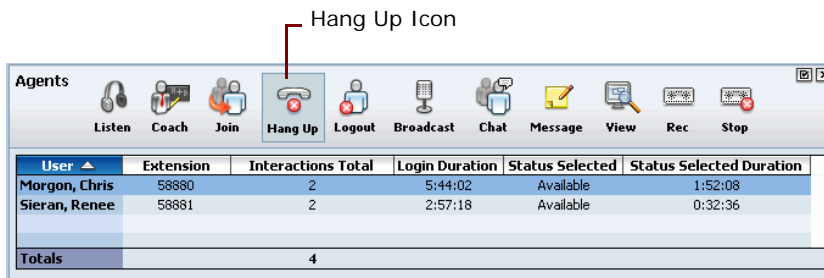 Hang Up Icon
Agents
Listen Coach Join Hang Up Logout Broadcast Chat Message View Rec Stop
User Extension Interactions Total Login Duration Status Selected Status Selected Duration
Morgon, Chris 58880 2 5:44:02 Available 1:52:08
Sieran, Renee 58881 2 2:57:18 Available 0:32:36
Totals 4